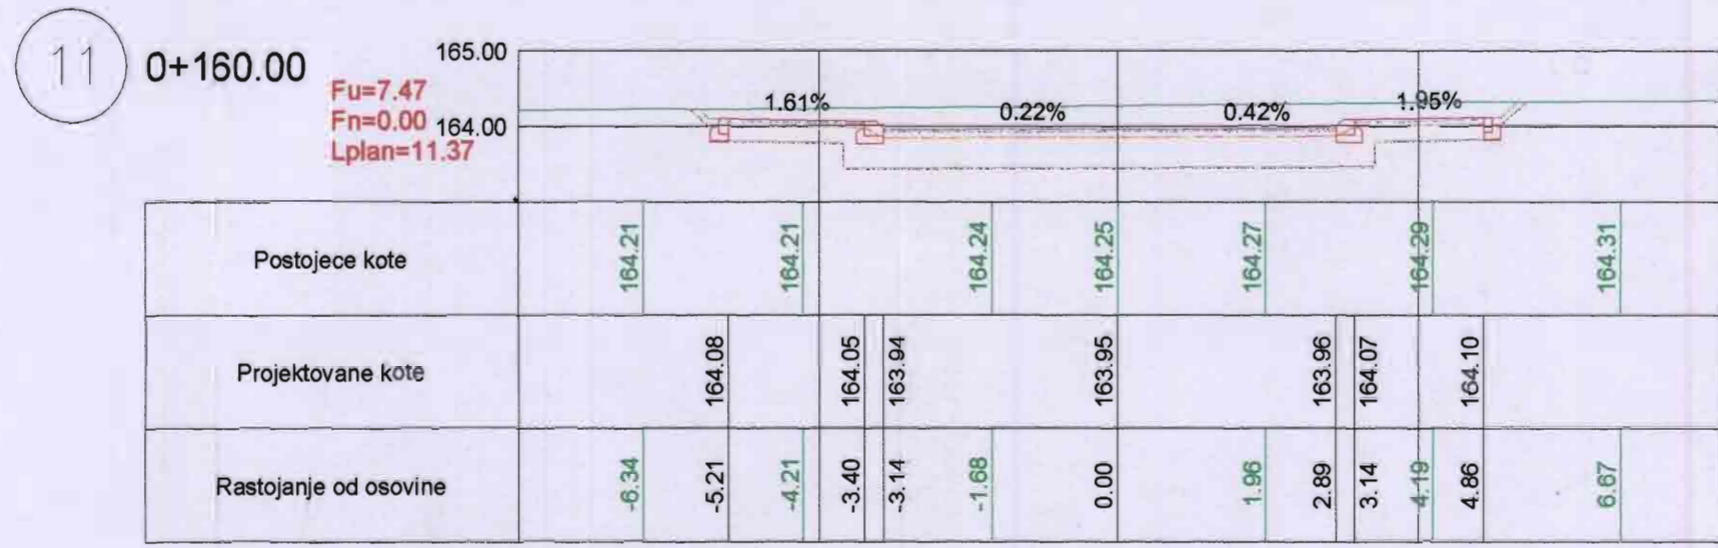 11 0+160.00
165.00
Fu=7.47
Fn=0.00 164.00
Lplan=11.37
1.61% 0.22% 0.42% 1.95%
Postojece kote 164.21 164.21 164.24 164.25 164.27 164.29 164.31
Projektovane kote 164.08 164.05 163.94 163.95 163.96 164.07 164.10
Rastojanje od osovine -6.34 -5.21 -4.21 -3.40 -3.14 -1.68 0.00 1.96 2.89 3.14 4.19 4.86 6.67